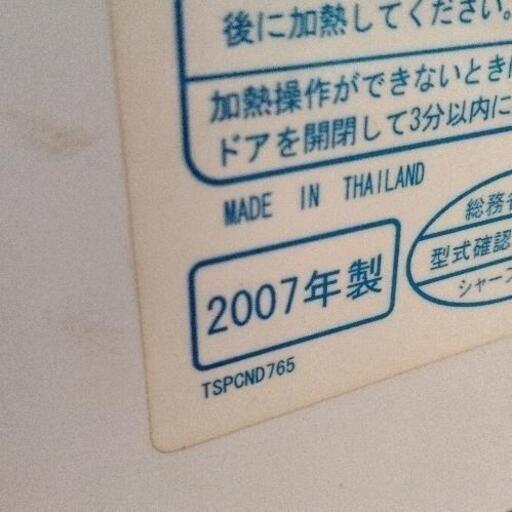 後に加熱してください。
加熱操作ができないとき
ドアを開閉して3分以内に
MADE IN THAILAND
総務省
型式確認
シャープ
2007年製
TSPCND765